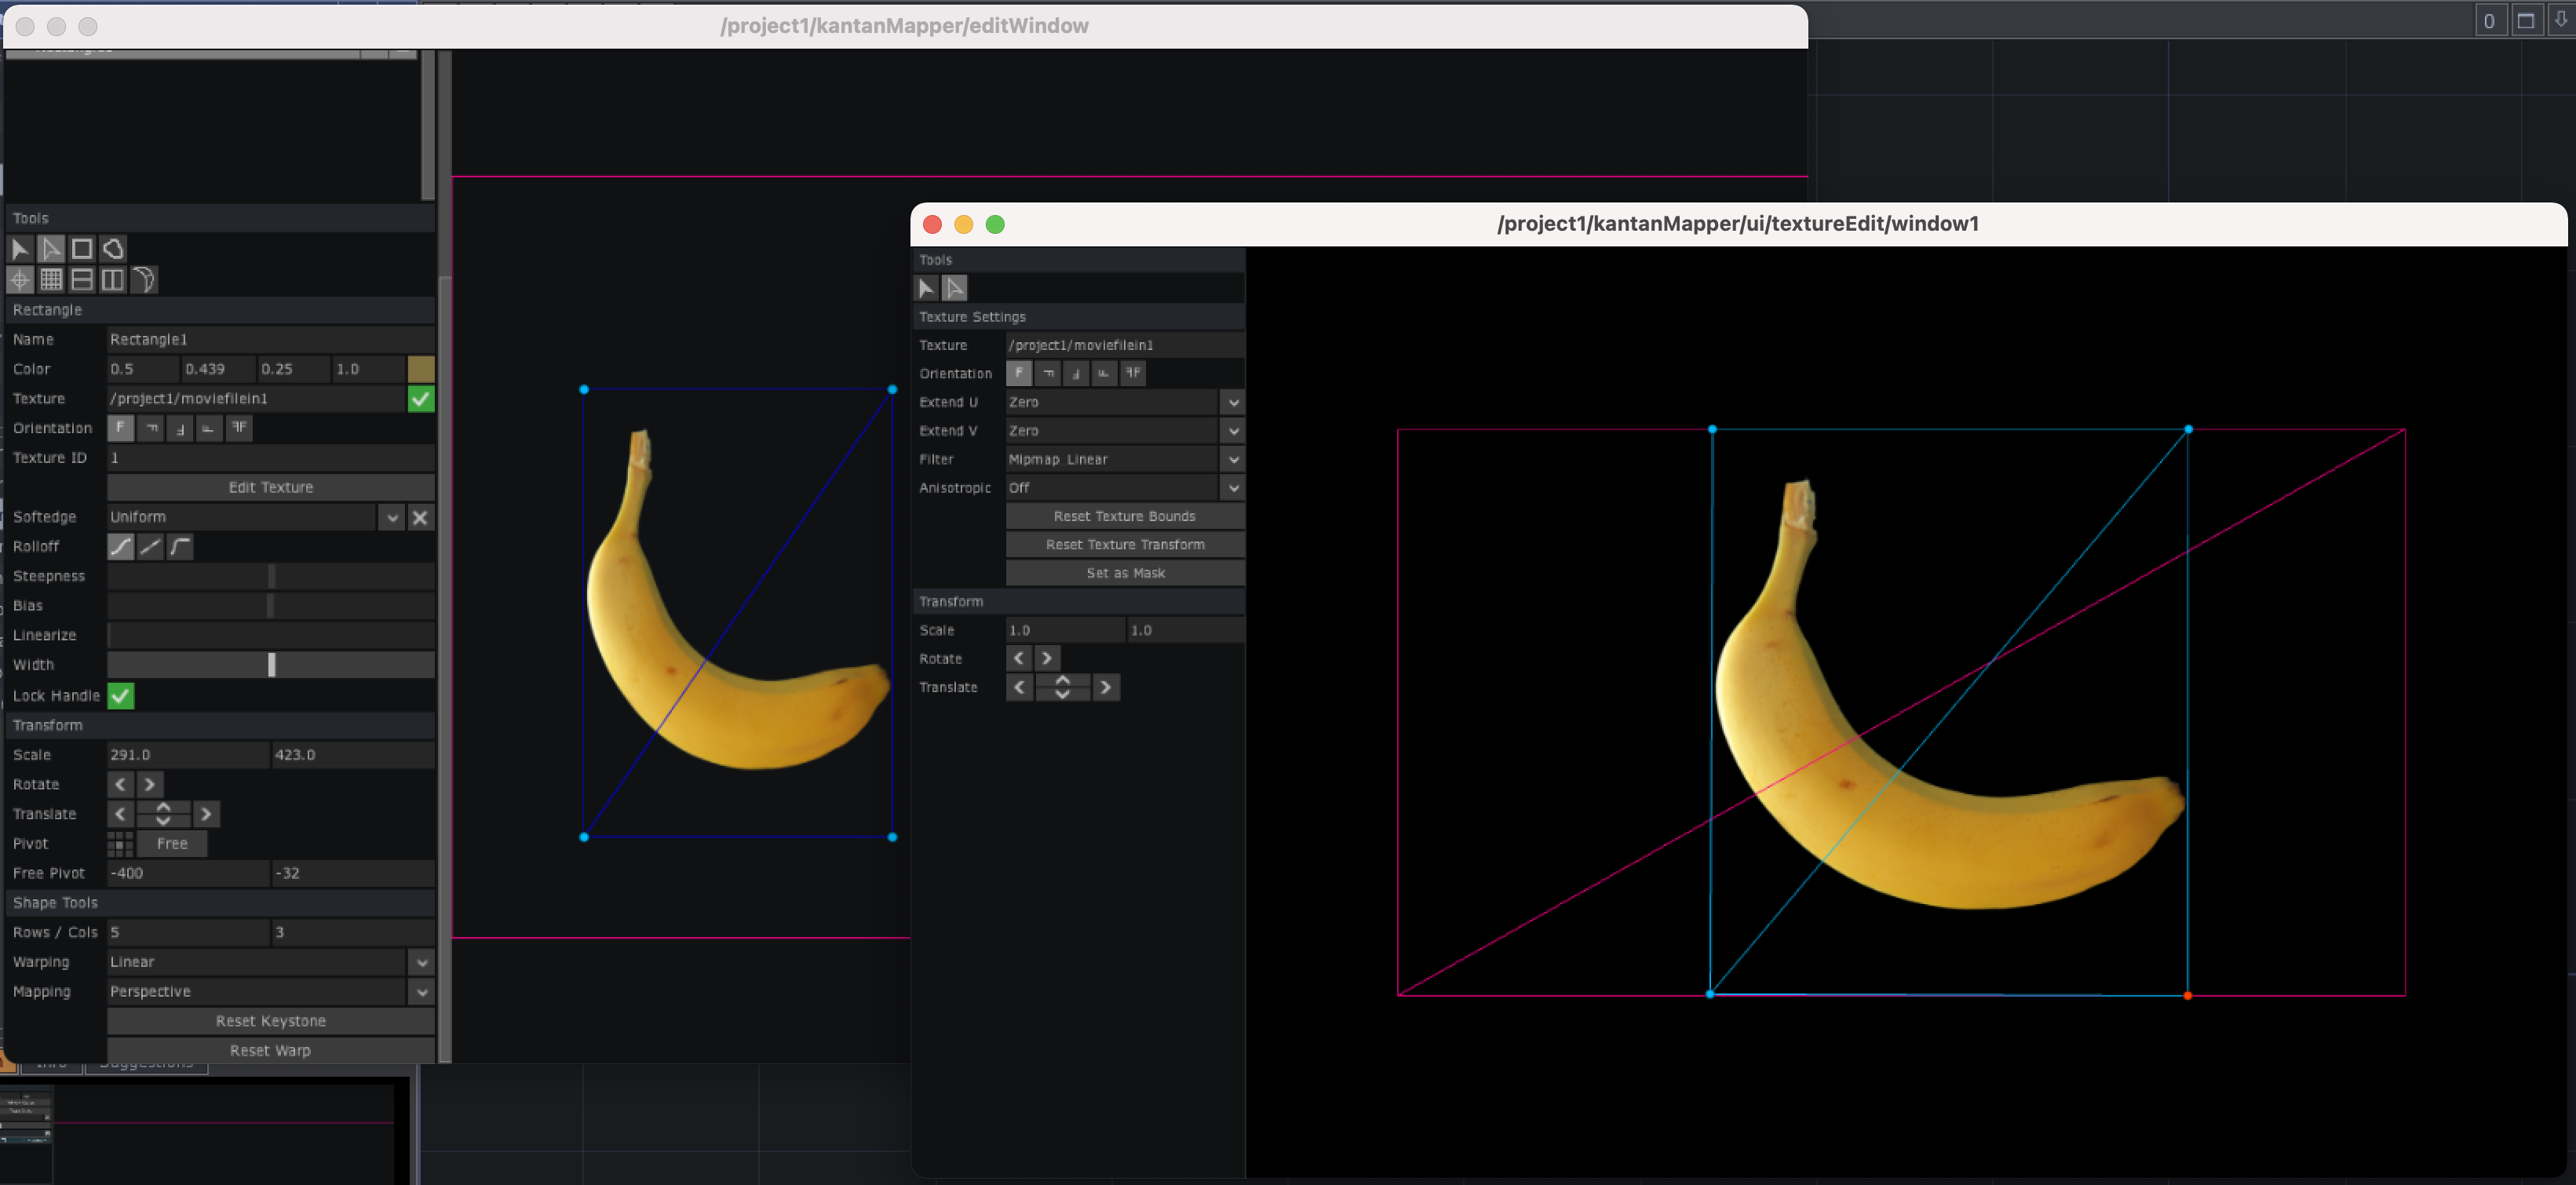 /project1/kantanMapper/editWindow
0
Tools
Rectangle
Name Rectangle1
Color 0.5 0.439 0.25 1.0
Texture /project1/moviefilein1
Orientation F
Texture ID 1
Edit Texture
Softedge Uniform
Rolloff
Steepness
Bias
Linearize
Width
Lock Handle
Transform
Scale 291.0 423.0
Rotate
Translate
Pivot Free
Free Pivot -400 -32
Shape Tools
Rows / Cols 5 3
Warping Linear
Mapping Perspective
Reset Keystone
Reset Warp
/project1/kantanMapper/ui/textureEdit/window1
Tools
Texture Settings
Texture /project1/moviefilein1
Orientation F
Extend U Zero
Extend V Zero
Filter Mipmap Linear
Anisotropic Off
Reset Texture Bounds
Reset Texture Transform
Set as Mask
Transform
Scale 1.0 1.0
Rotate
Translate